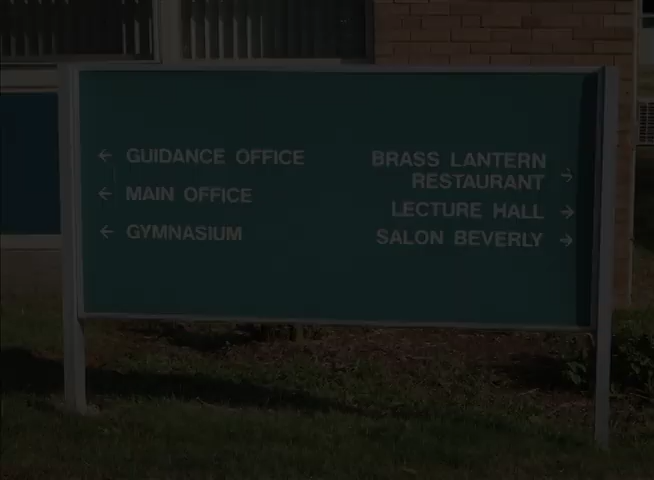 ← GUIDANCE OFFICE
← MAIN OFFICE
← GYMNASIUM
BRASS LANTERN
RESTAURANT →
LECTURE HALL →
SALON BEVERLY →